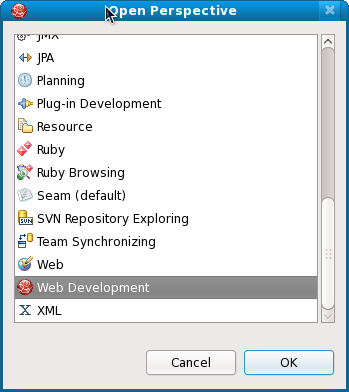 Open Perspective
JMX
JPA
Planning
Plug-in Development
Resource
Ruby
Ruby Browsing
Seam (default)
SVN Repository Exploring
Team Synchronizing
Web
Web Development
XML
Cancel
OK